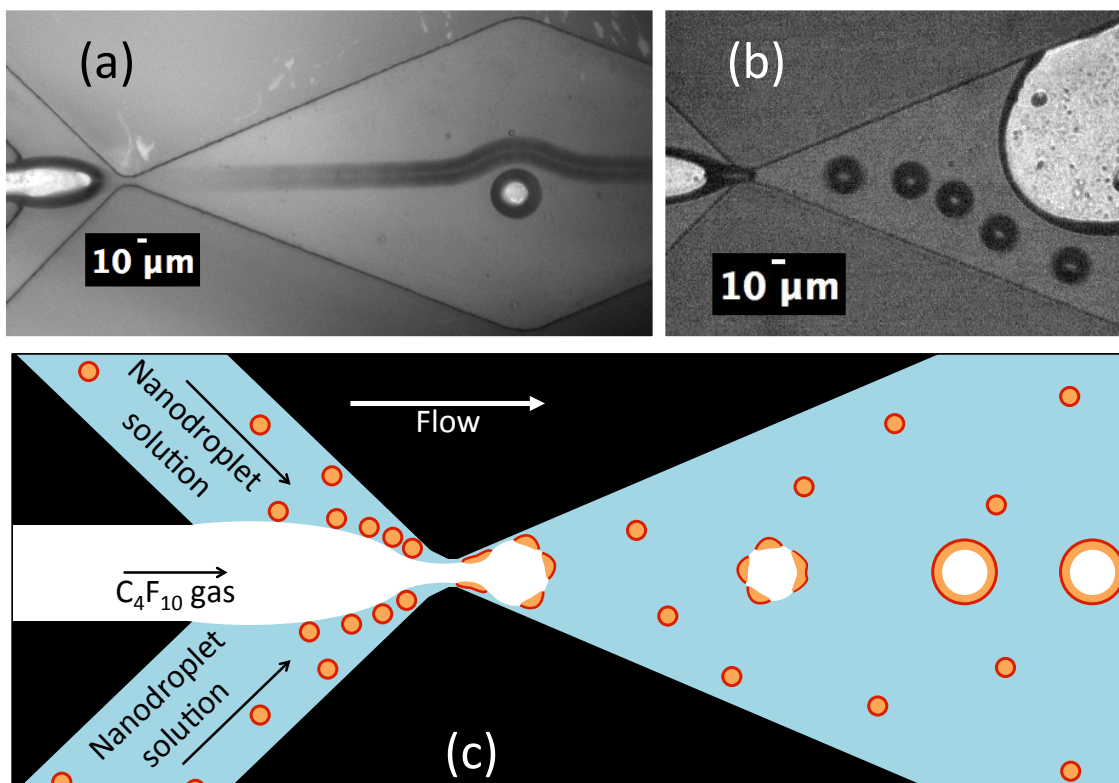 (a)
10 µm
(b)
10 µm
Nanodroplet
solution
Flow
C₄F₁₀ gas
Nanodroplet
solution
(c)